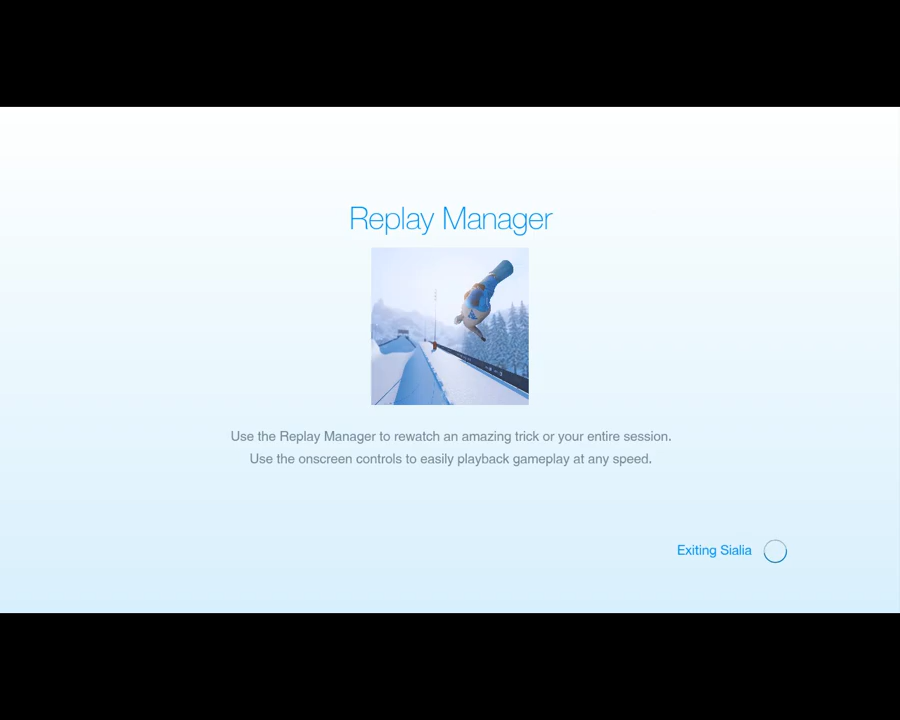 Replay Manager
Use the Replay Manager to rewatch an amazing trick or your entire session.
Use the onscreen controls to easily playback gameplay at any speed.
Exiting Sialia